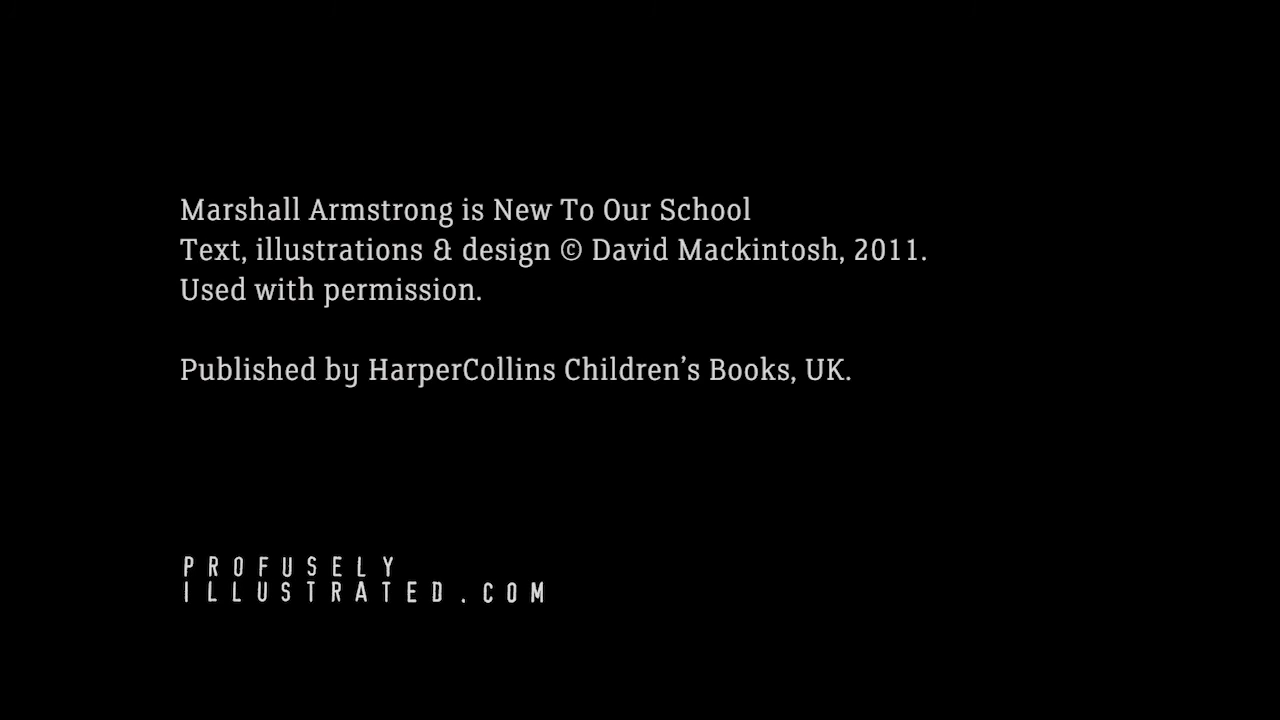 Marshall Armstrong is New To Our School
Text, illustrations & design © David Mackintosh, 2011.
Used with permission.
Published by HarperCollins Children’s Books, UK.
PROFUSELY
ILLUSTRATED.COM